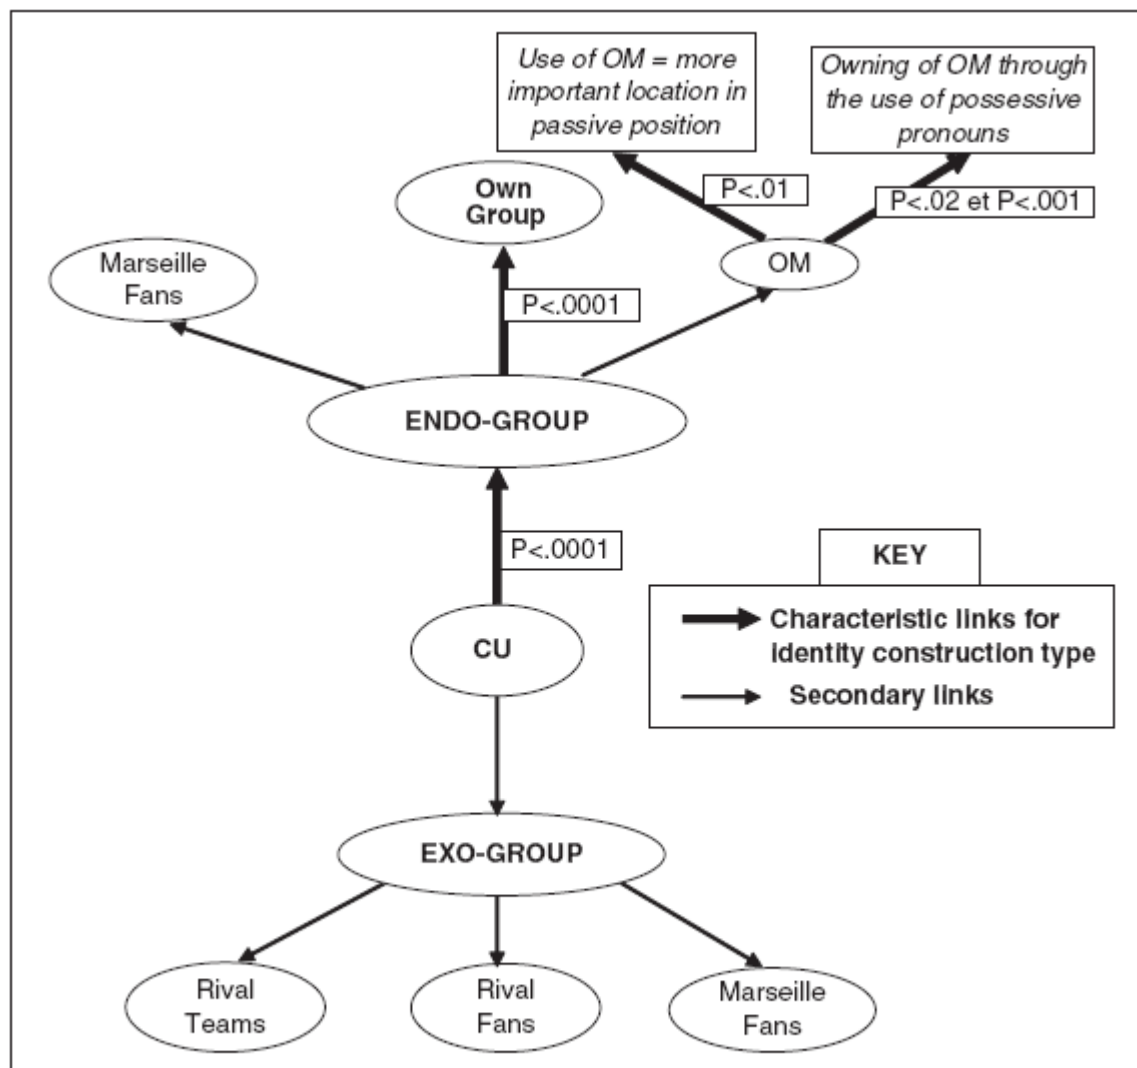 Use of OM = more
important location in
passive position
Owning of OM through
the use of possessive
pronouns
Own
Group
P<.01
P<.02 et P<.001
Marseille
Fans
OM
P<.0001
ENDO-GROUP
P<.0001
KEY
CU
Characteristic links for
identity construction type
Secondary links
EXO-GROUP
Rival
Teams
Rival
Fans
Marseille
Fans